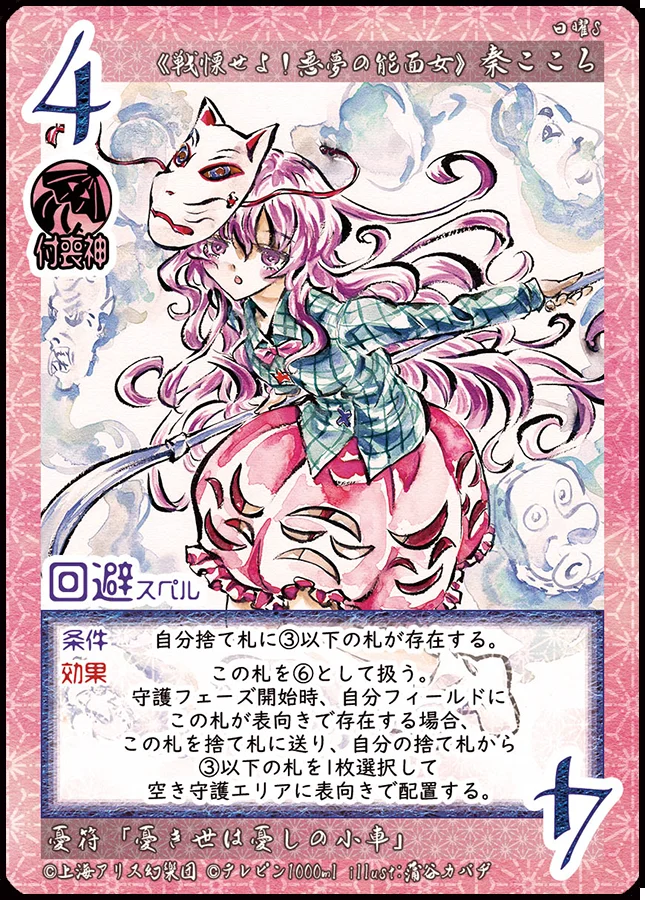 日曜S
4
《戦慄せよ！悪夢の能面女》秦こころ
付喪神
回避スペル
条件 自分捨て札に③以下の札が存在する。
効果 この札を⑥として扱う。
守護フェーズ開始時、自分フィールドに
この札が表向きで存在する場合、
この札を捨て札に送り、自分の捨て札から
③以下の札を1枚選択して
空き守護エリアに表向きで配置する。
4
憂符「憂き世は憂しの小車」
©上海アリス幻樂団 ©テレピン1000ml illust:蒲谷カバヂ